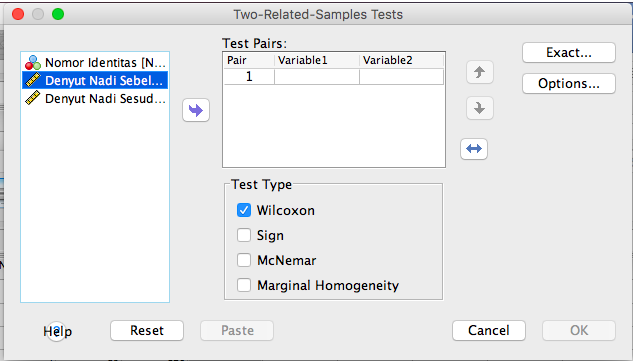 Two-Related-Samples Tests
Nomor Identitas [N...
Denyut Nadi Sebel...
Denyut Nadi Sesud...
Test Pairs:
Pair Variable1 Variable2
1
Exact...
Options...
Test Type
Wilcoxon
Sign
McNemar
Marginal Homogeneity
Help
Reset
Paste
Cancel
OK